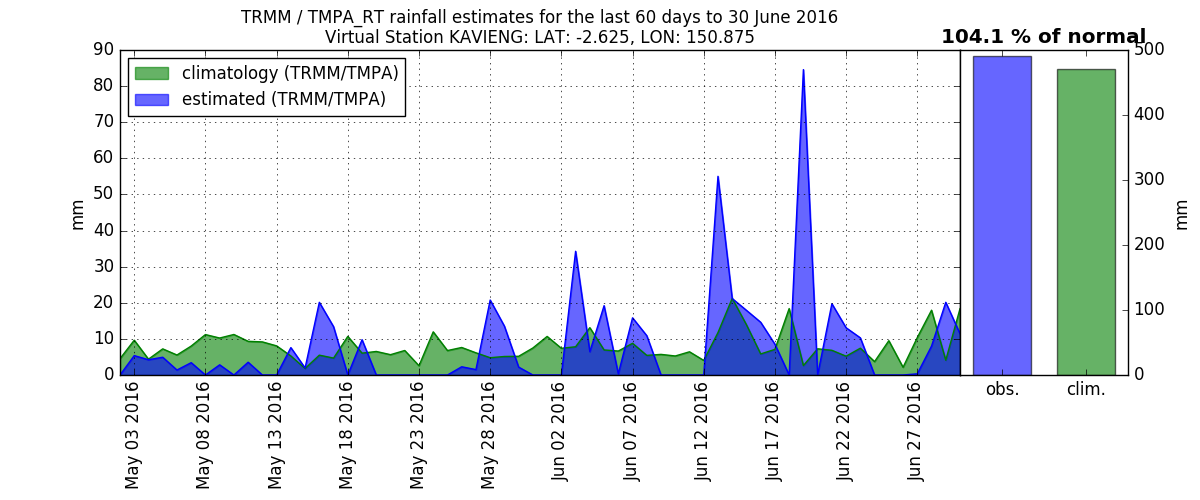 TRMM / TMPA_RT rainfall estimates for the last 60 days to 30 June 2016
Virtual Station KAVIENG: LAT: -2.625, LON: 150.875
104.1 % of normal
climatology (TRMM/TMPA)
estimated (TRMM/TMPA)
mm
90
80
70
60
50
40
30
20
10
0
May 03 2016
May 08 2016
May 13 2016
May 18 2016
May 23 2016
May 28 2016
Jun 02 2016
Jun 07 2016
Jun 12 2016
Jun 17 2016
Jun 22 2016
Jun 27 2016
500
400
300
200
100
0
mm
obs.
clim.